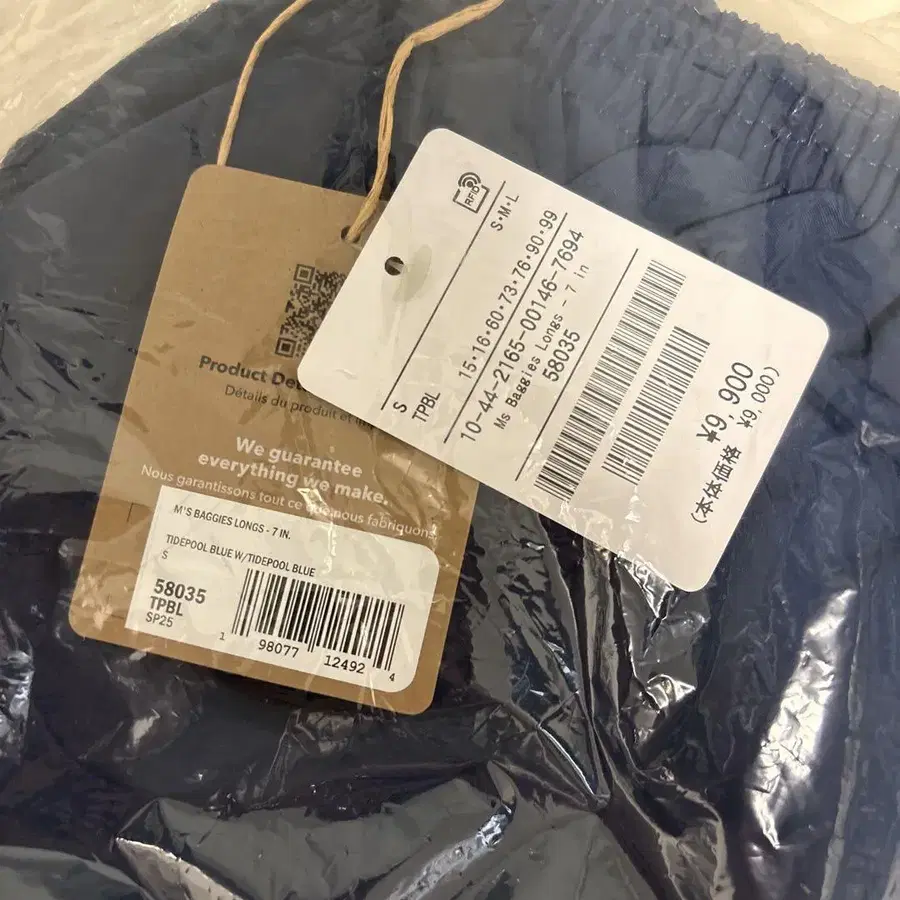 Product De
Détails du produit et
We guarantee
everything we make.
Nous garantissons tout ce que nous fabriquons.
M'S BAGGIES LONGS - 7 IN.
TIDEPOOL BLUE W/TIDEPOOL BLUE
S
58035
TPBL
SP25
1 98077 12492 4
RFID
S・M・L
S
TPBL
15・16・60・73・76・90・99
10-44-2165-00146-7694
Ms Baggies Longs - 7 in
58035
¥9,900
(本体価格 ¥9,000)